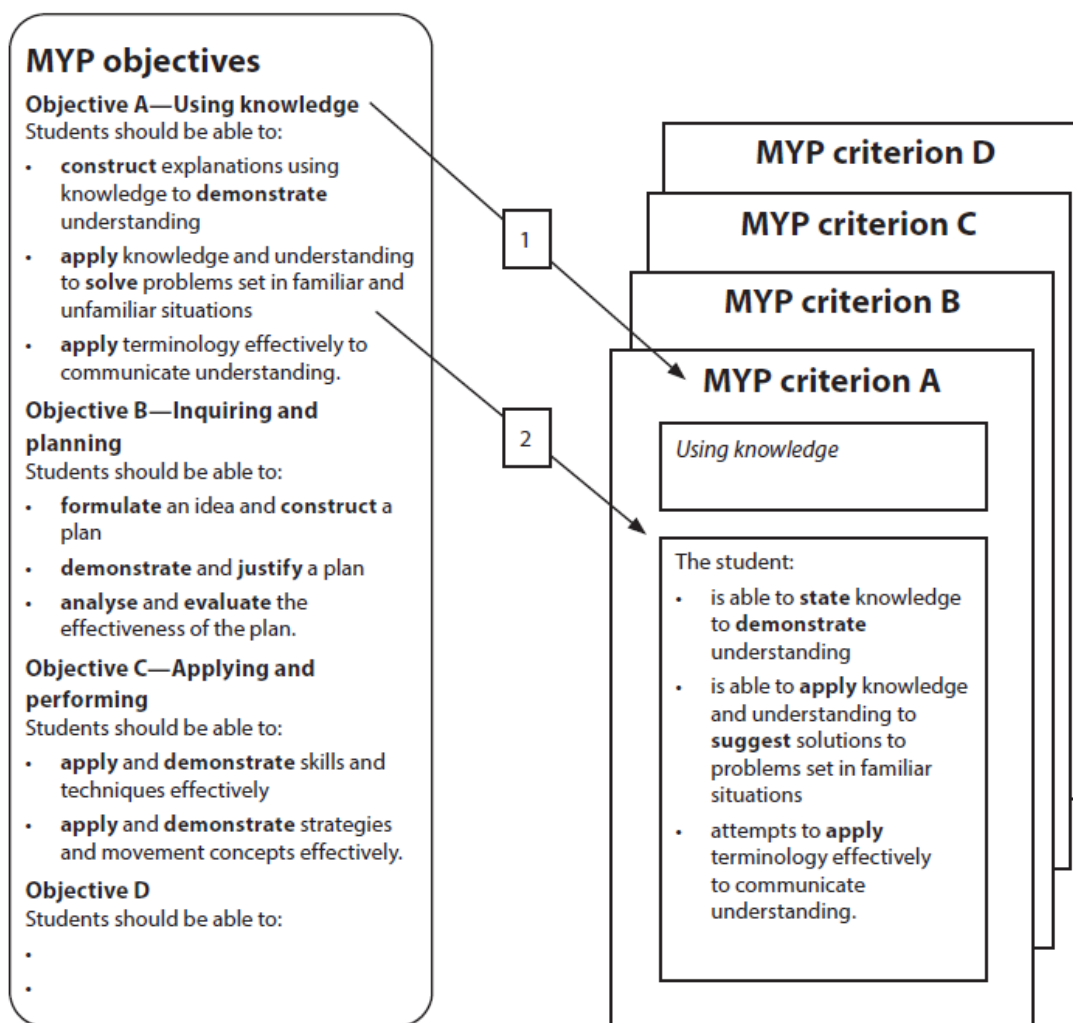 MYP objectives
Objective A—Using knowledge
Students should be able to:
• construct explanations using
knowledge to demonstrate
understanding
• apply knowledge and understanding
to solve problems set in familiar and
unfamiliar situations
• apply terminology effectively to
communicate understanding.
Objective B—Inquiring and
planning
Students should be able to:
• formulate an idea and construct a
plan
• demonstrate and justify a plan
• analyse and evaluate the
effectiveness of the plan.
Objective C—Applying and
performing
Students should be able to:
• apply and demonstrate skills and
techniques effectively
• apply and demonstrate strategies
and movement concepts effectively.
Objective D
Students should be able to:
•
•
1
2
MYP criterion D
MYP criterion C
MYP criterion B
MYP criterion A
Using knowledge
The student:
• is able to state knowledge
to demonstrate
understanding
• is able to apply knowledge
and understanding to
suggest solutions to
problems set in familiar
situations
• attempts to apply
terminology effectively
to communicate
understanding.